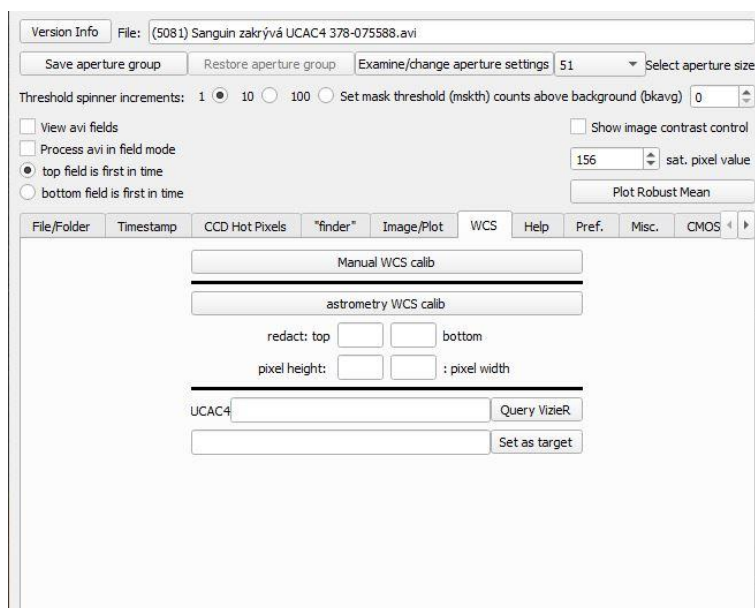 Version Info File: (5081) Sanguin zakrývá UCAC4 378-075588.avi
Save aperture group Restore aperture group Examine/change aperture settings 51 Select aperture size
Threshold spinner increments: 1 10 100 Set mask threshold (mskth) counts above background (bkavg) 0
View avi fields Show image contrast control
Process avi in field mode
top field is first in time 156 sat. pixel value
bottom field is first in time Plot Robust Mean
File/Folder Timestamp CCD Hot Pixels "finder" Image/Plot WCS Help Pref. Misc. CMOS
Manual WCS calib
astrometry WCS calib
redact: top bottom
pixel height: : pixel width
UCAC4 Query VizieR
Set as target